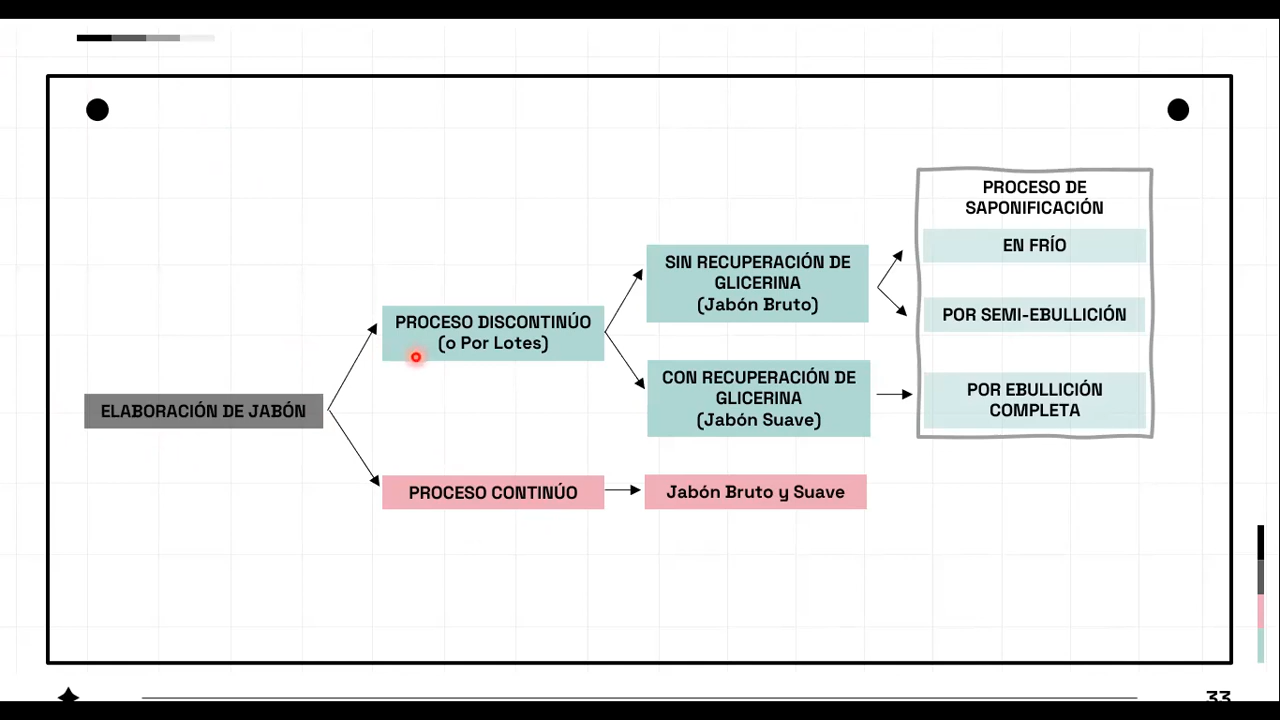 ELABORACIÓN DE JABÓN
PROCESO DISCONTINÚO
(o Por Lotes)
SIN RECUPERACIÓN DE
GLICERINA
(Jabón Bruto)
CON RECUPERACIÓN DE
GLICERINA
(Jabón Suave)
PROCESO DE
SAPONIFICACIÓN
EN FRÍO
POR SEMI-EBULLICIÓN
POR EBULLICIÓN
COMPLETA
PROCESO CONTINÚO
Jabón Bruto y Suave
33